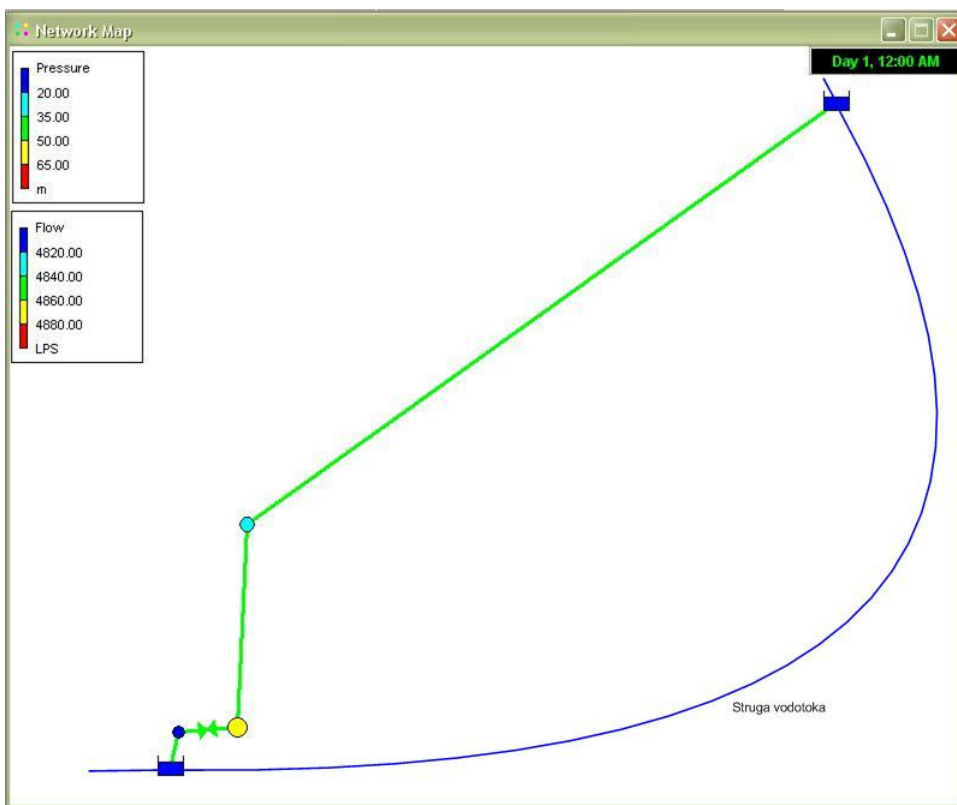 Network Map
Day 1, 12:00 AM
Pressure
20.00
35.00
50.00
65.00
m
Flow
4820.00
4840.00
4860.00
4880.00
LPS
Struga vodotoka